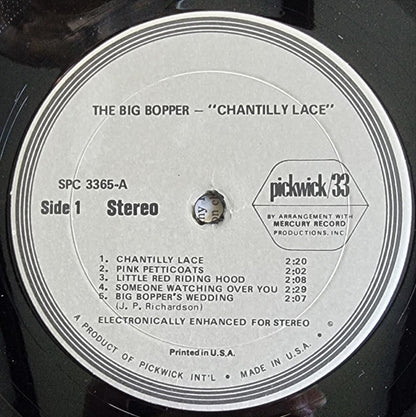 THE BIG BOPPER – "CHANTILLY LACE"
SPC 3365-A
Side 1 Stereo
pickwick/33
BY ARRANGEMENT WITH
MERCURY RECORD
PRODUCTIONS, INC.
1. CHANTILLY LACE 2:20
2. PINK PETTICOATS 2:02
3. LITTLE RED RIDING HOOD 2:08
4. SOMEONE WATCHING OVER YOU 2:29
5. BIG BOPPER'S WEDDING 2:07
(J. P. Richardson)
ELECTRONICALLY ENHANCED FOR STEREO ©
Printed in U.S.A.
A PRODUCT OF PICKWICK INT'L • MADE IN U.S.A.